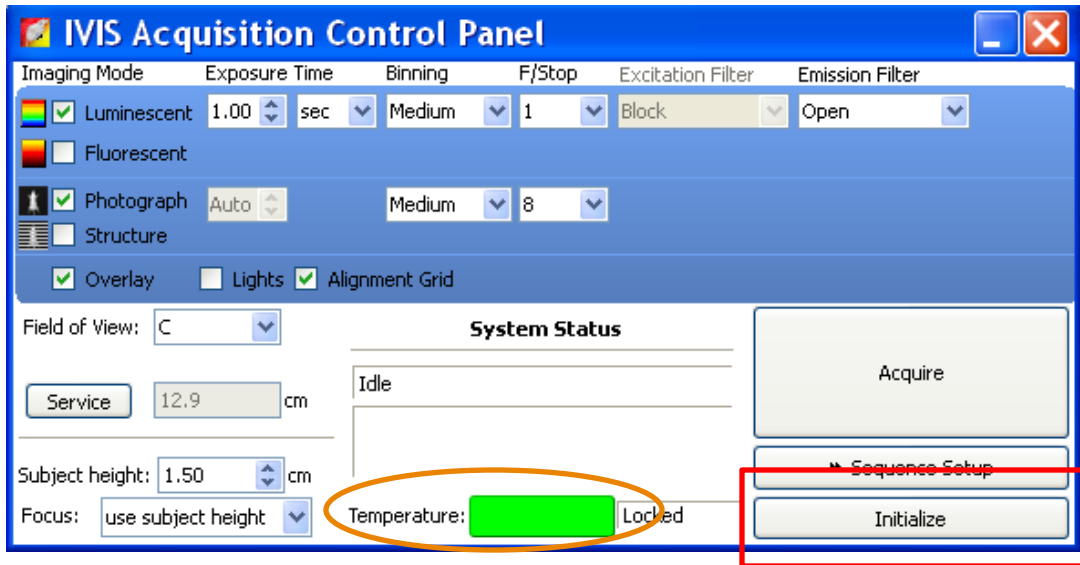 IVIS Acquisition Control Panel
Imaging Mode Exposure Time Binning F/Stop Excitation Filter Emission Filter
Luminescent 1.00 sec Medium 1 Block Open
Fluorescent
Photograph Auto Medium 8
Structure
Overlay Lights Alignment Grid
Field of View: C
System Status
Idle
Acquire
Service 12.9 cm
Subject height: 1.50 cm
Sequence Setup
Focus: use subject height
Temperature: Locked
Initialize